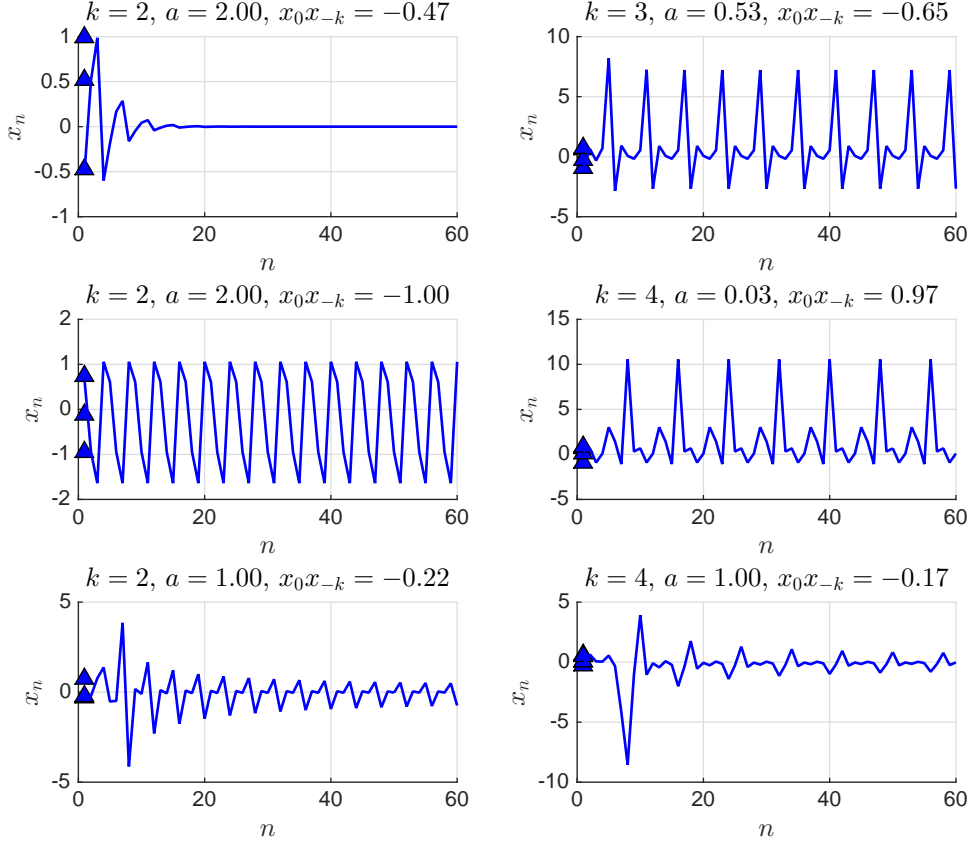 k = 2, a = 2.00, x_0x_{-k} = −0.47
1
0.5
0
-0.5
-1
x_n
0 20 40 60
n
k = 3, a = 0.53, x_0x_{-k} = −0.65
10
5
0
-5
x_n
0 20 40 60
n
k = 2, a = 2.00, x_0x_{-k} = −1.00
2
1
0
-1
-2
x_n
0 20 40 60
n
k = 4, a = 0.03, x_0x_{-k} = 0.97
15
10
5
0
-5
x_n
0 20 40 60
n
k = 2, a = 1.00, x_0x_{-k} = −0.22
5
0
-5
x_n
0 20 40 60
n
k = 4, a = 1.00, x_0x_{-k} = −0.17
5
0
-5
-10
x_n
0 20 40 60
n